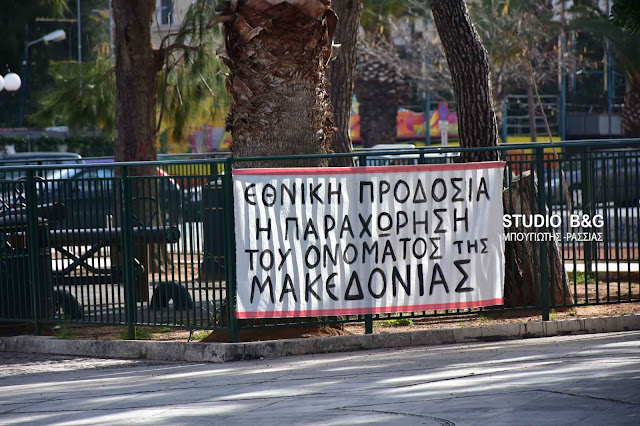 ΕΘΝΙΚΗ ΠΡΟΔΟΣΙΑ
Η ΠΑΡΑΧΩΡΗΣΗ
ΤΟΥ ΟΝΟΜΑΤΟΣ της
ΜΑΚΕΔΟΝΙΑΣ
STUDIO B&G
ΜΠΟΥΓΙΩΤΗΣ -ΡΑΣΣΙΑΣ